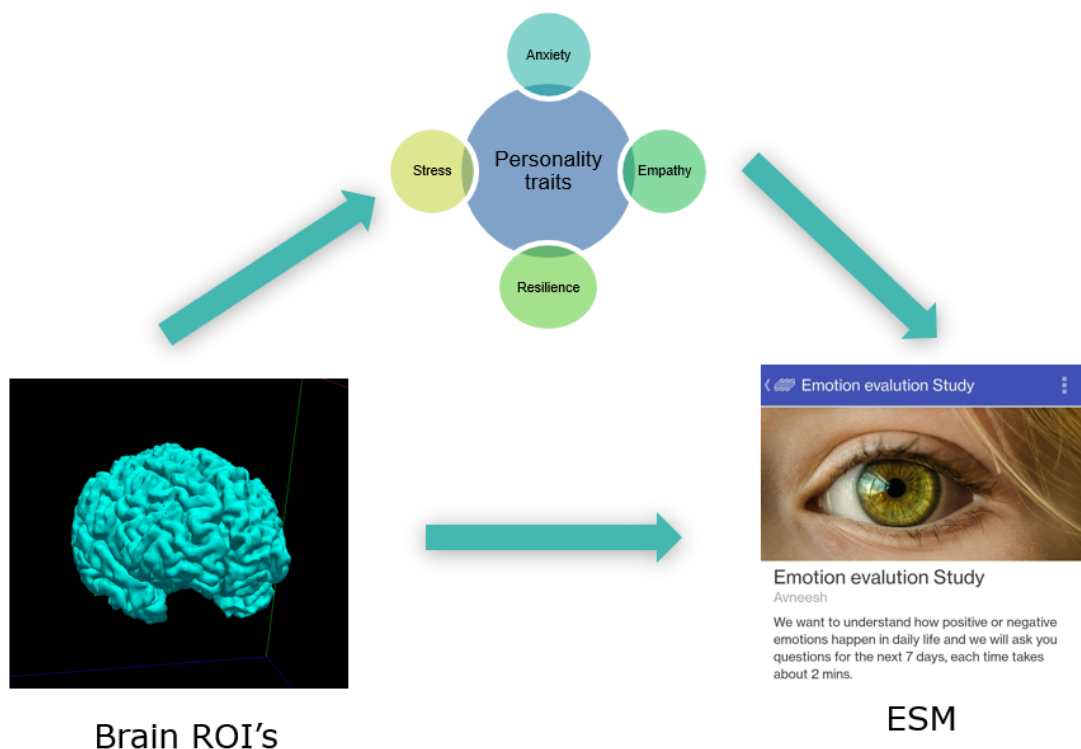 Anxiety
Stress
Personality
traits
Empathy
Resilience
Emotion evalution Study
Emotion evalution Study
Avneesh
We want to understand how positive or negative
emotions happen in daily life and we will ask you
questions for the next 7 days, each time takes
about 2 mins.
Brain ROI's
ESM